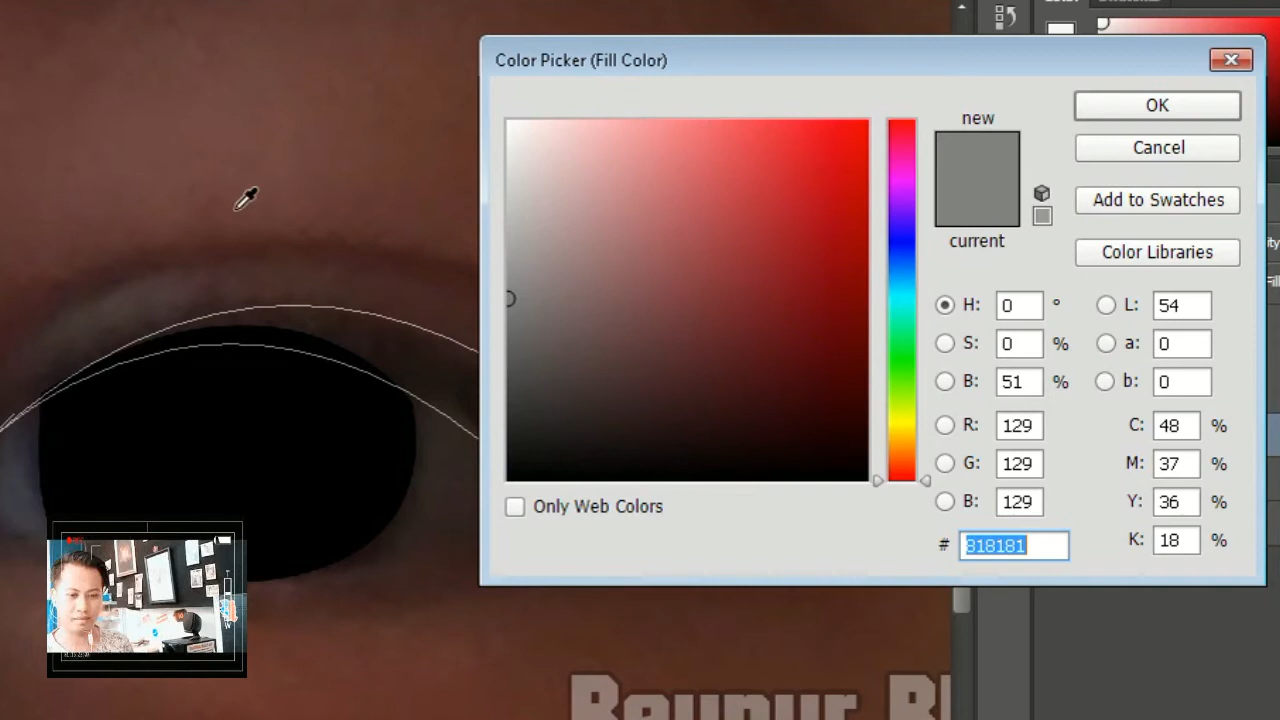 Color Picker (Fill Color)
OK
new
Cancel
Add to Swatches
current
Color Libraries
H: 0 °
L: 54
S: 0 %
a: 0
B: 51 %
b: 0
R: 129
C: 48 %
G: 129
M: 37 %
B: 129
Y: 36 %
Only Web Colors
# 818181
K: 18 %